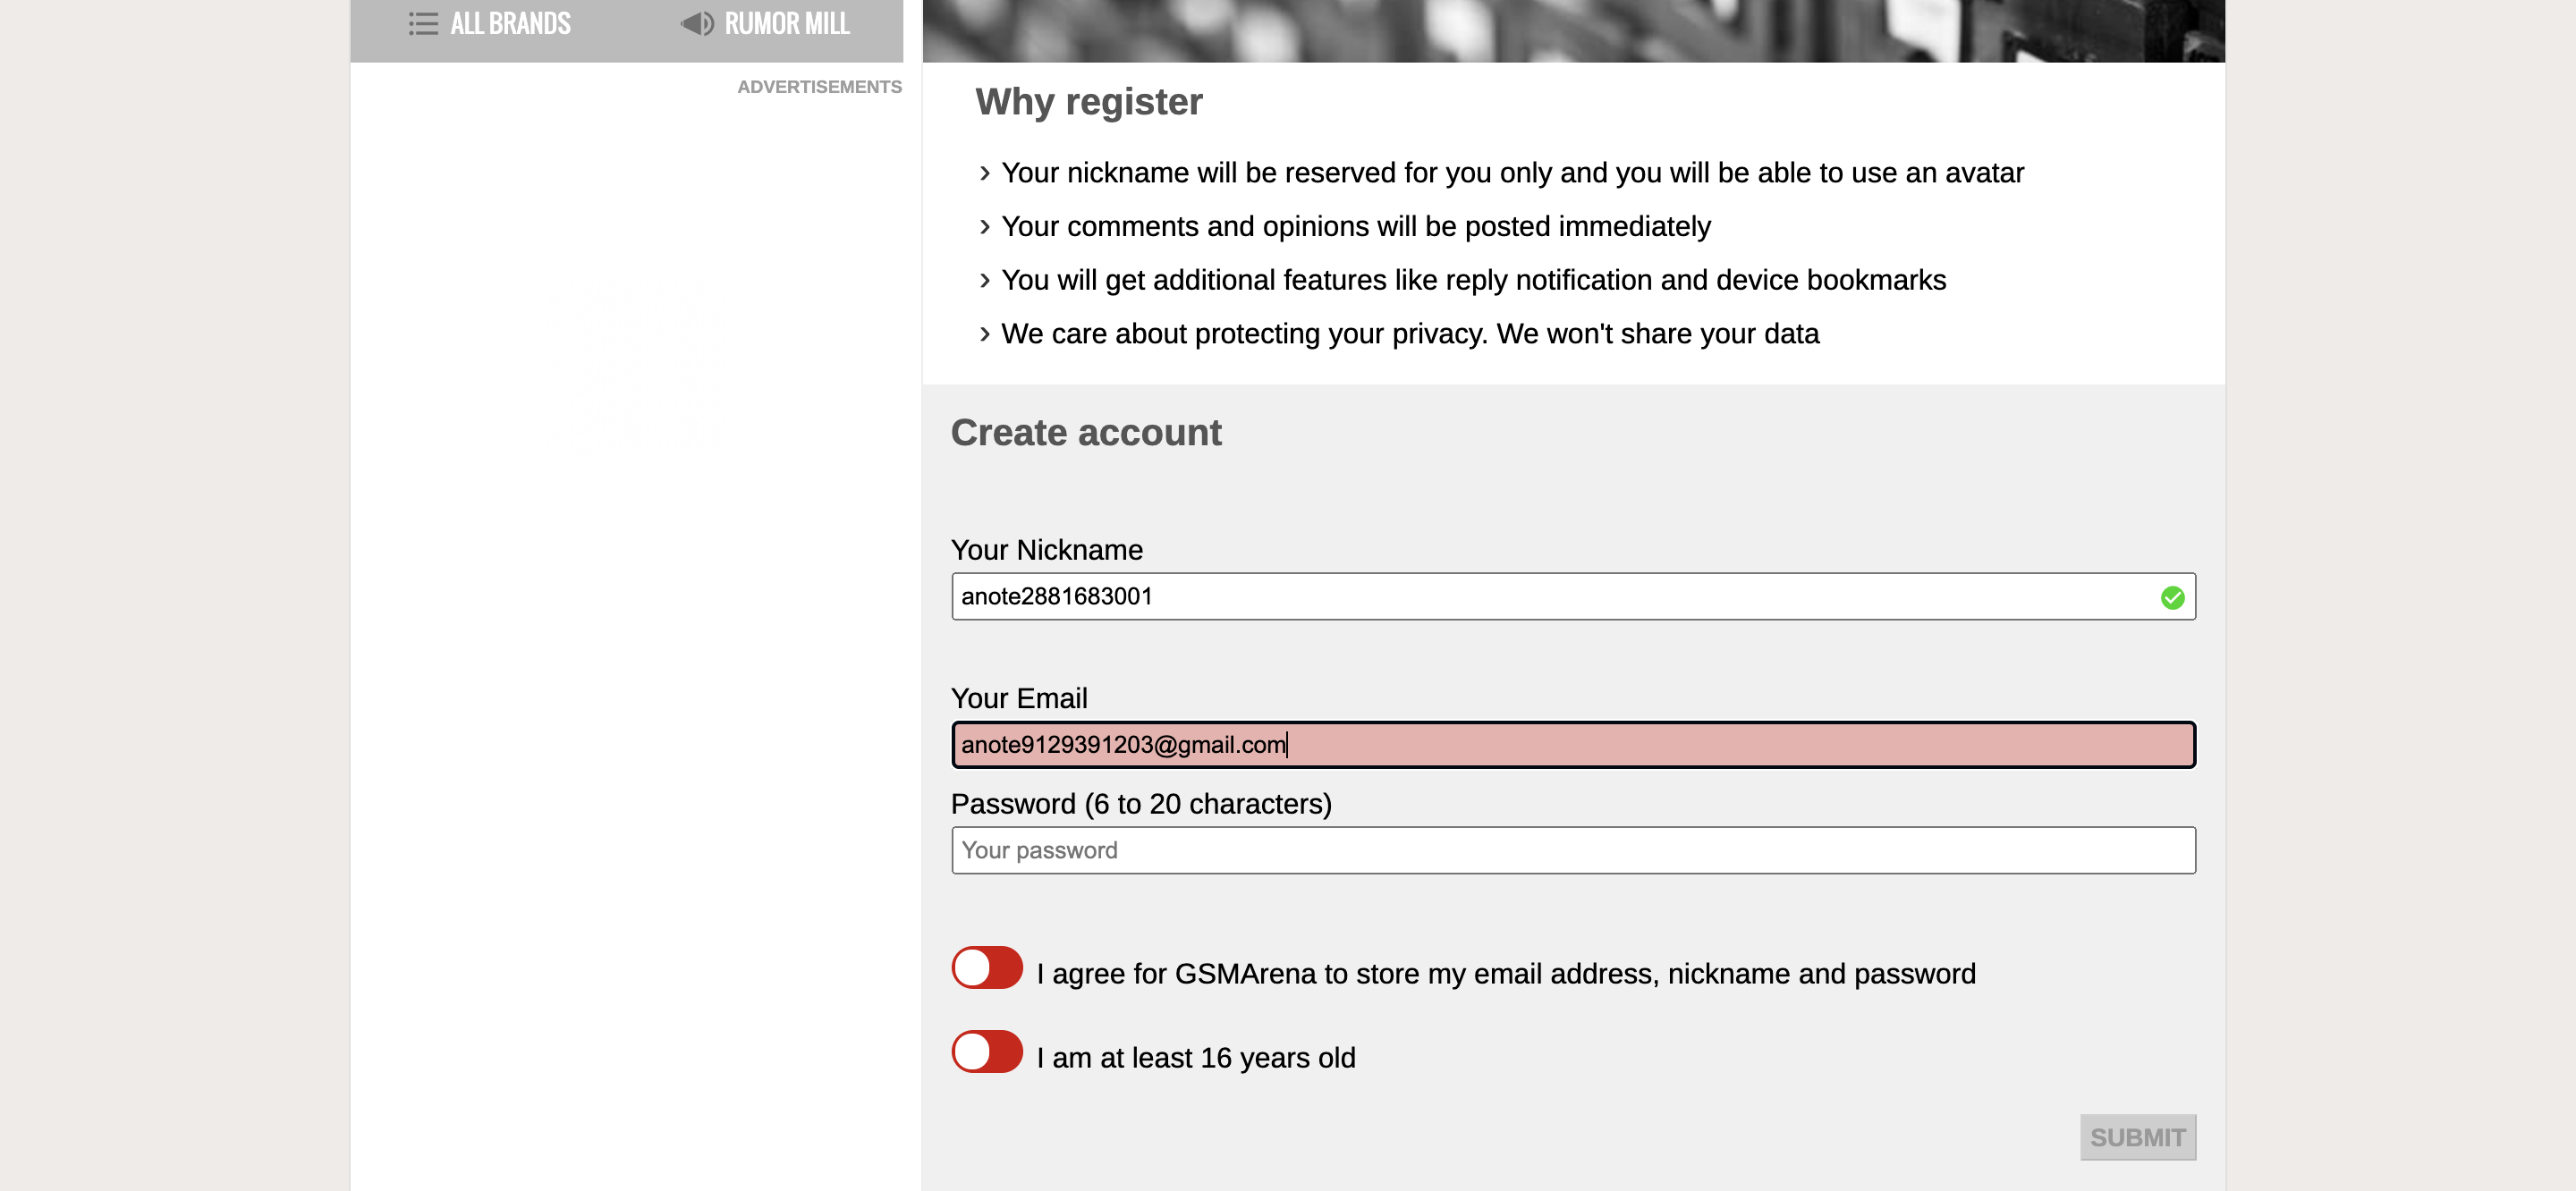 ALL BRANDS
RUMOR MILL
ADVERTISEMENTS
Why register
› Your nickname will be reserved for you only and you will be able to use an avatar
› Your comments and opinions will be posted immediately
› You will get additional features like reply notification and device bookmarks
› We care about protecting your privacy. We won't share your data
Create account
Your Nickname
anote2881683001
Your Email
anote9129391203@gmail.com
Password (6 to 20 characters)
Your password
I agree for GSMArena to store my email address, nickname and password
I am at least 16 years old
SUBMIT